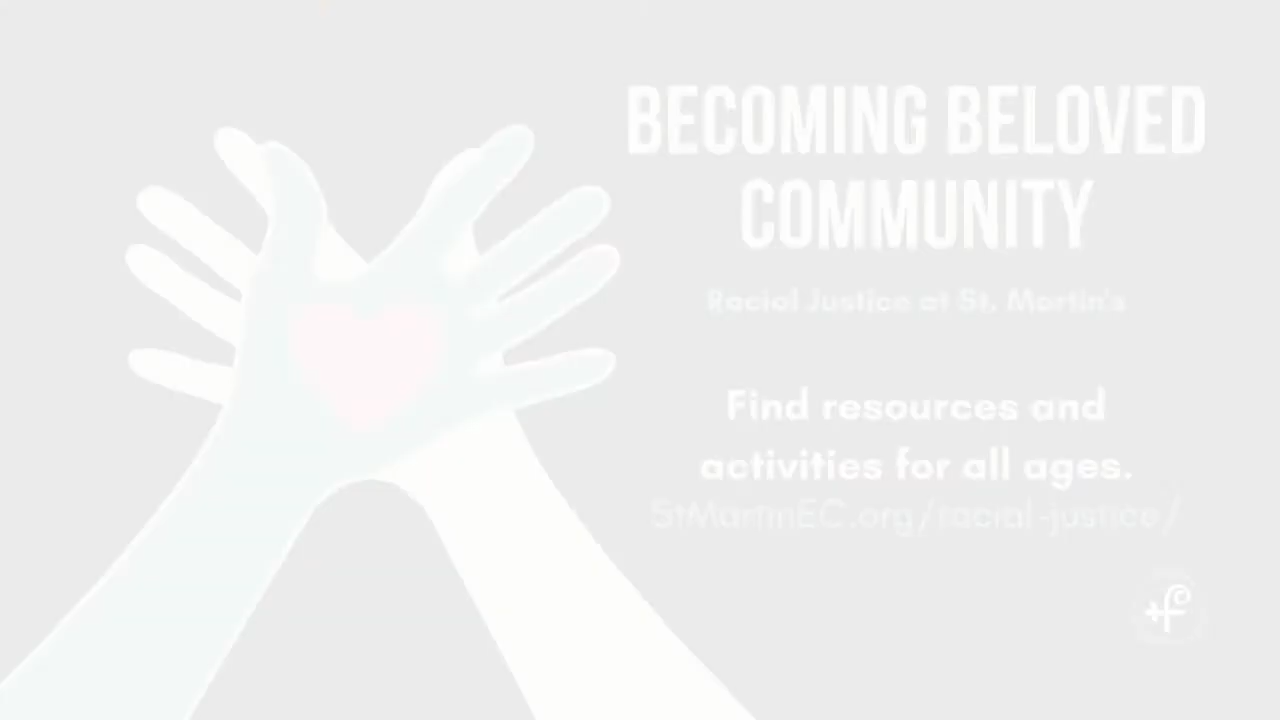 BECOMING BELOVED
COMMUNITY
Racial Justice at St. Martin's
Find resources and
activities for all ages.
StMartinEC.org/racial-justice/